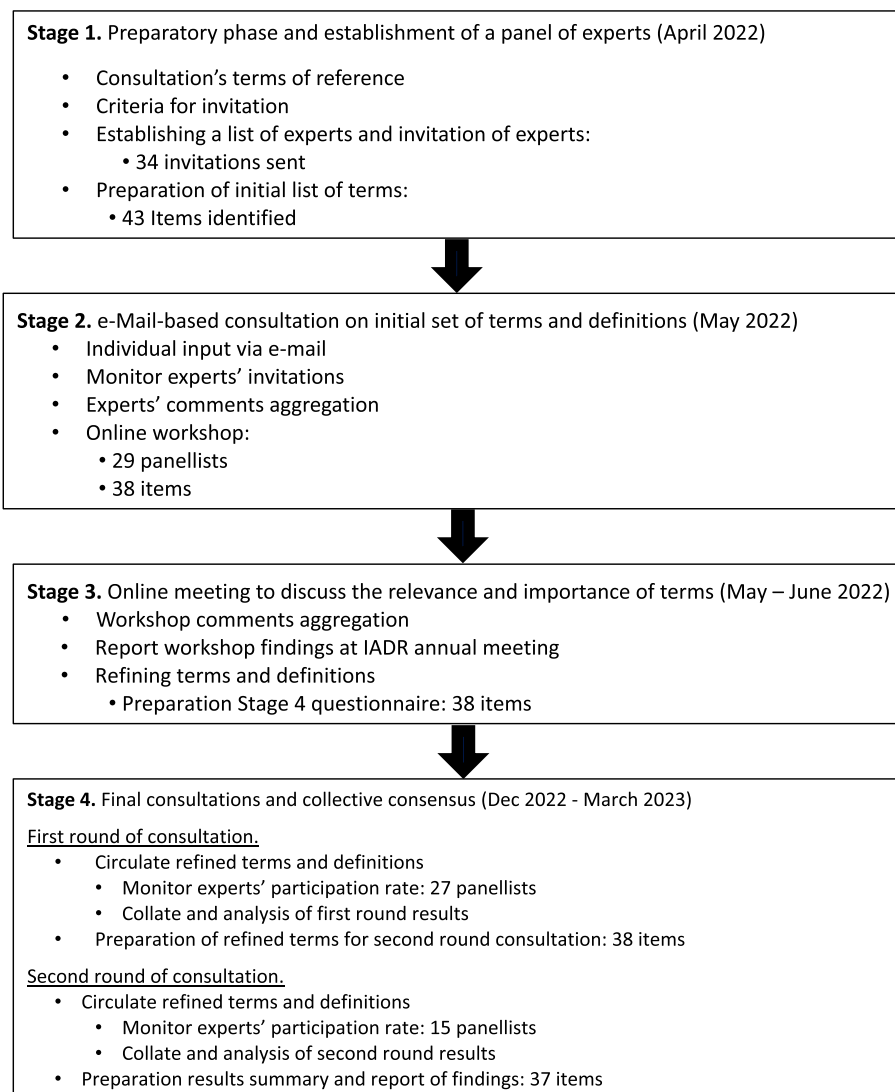 Stage 1. Preparatory phase and establishment of a panel of experts (April 2022)
• Consultation’s terms of reference
• Criteria for invitation
• Establishing a list of experts and invitation of experts:
• 34 invitations sent
• Preparation of initial list of terms:
• 43 Items identified
Stage 2. e-Mail-based consultation on initial set of terms and definitions (May 2022)
• Individual input via e-mail
• Monitor experts’ invitations
• Experts’ comments aggregation
• Online workshop:
• 29 panellists
• 38 items
Stage 3. Online meeting to discuss the relevance and importance of terms (May – June 2022)
• Workshop comments aggregation
• Report workshop findings at IADR annual meeting
• Refining terms and definitions
• Preparation Stage 4 questionnaire: 38 items
Stage 4. Final consultations and collective consensus (Dec 2022 - March 2023)
First round of consultation.
• Circulate refined terms and definitions
• Monitor experts’ participation rate: 27 panellists
• Collate and analysis of first round results
• Preparation of refined terms for second round consultation: 38 items
Second round of consultation.
• Circulate refined terms and definitions
• Monitor experts’ participation rate: 15 panellists
• Collate and analysis of second round results
• Preparation results summary and report of findings: 37 items